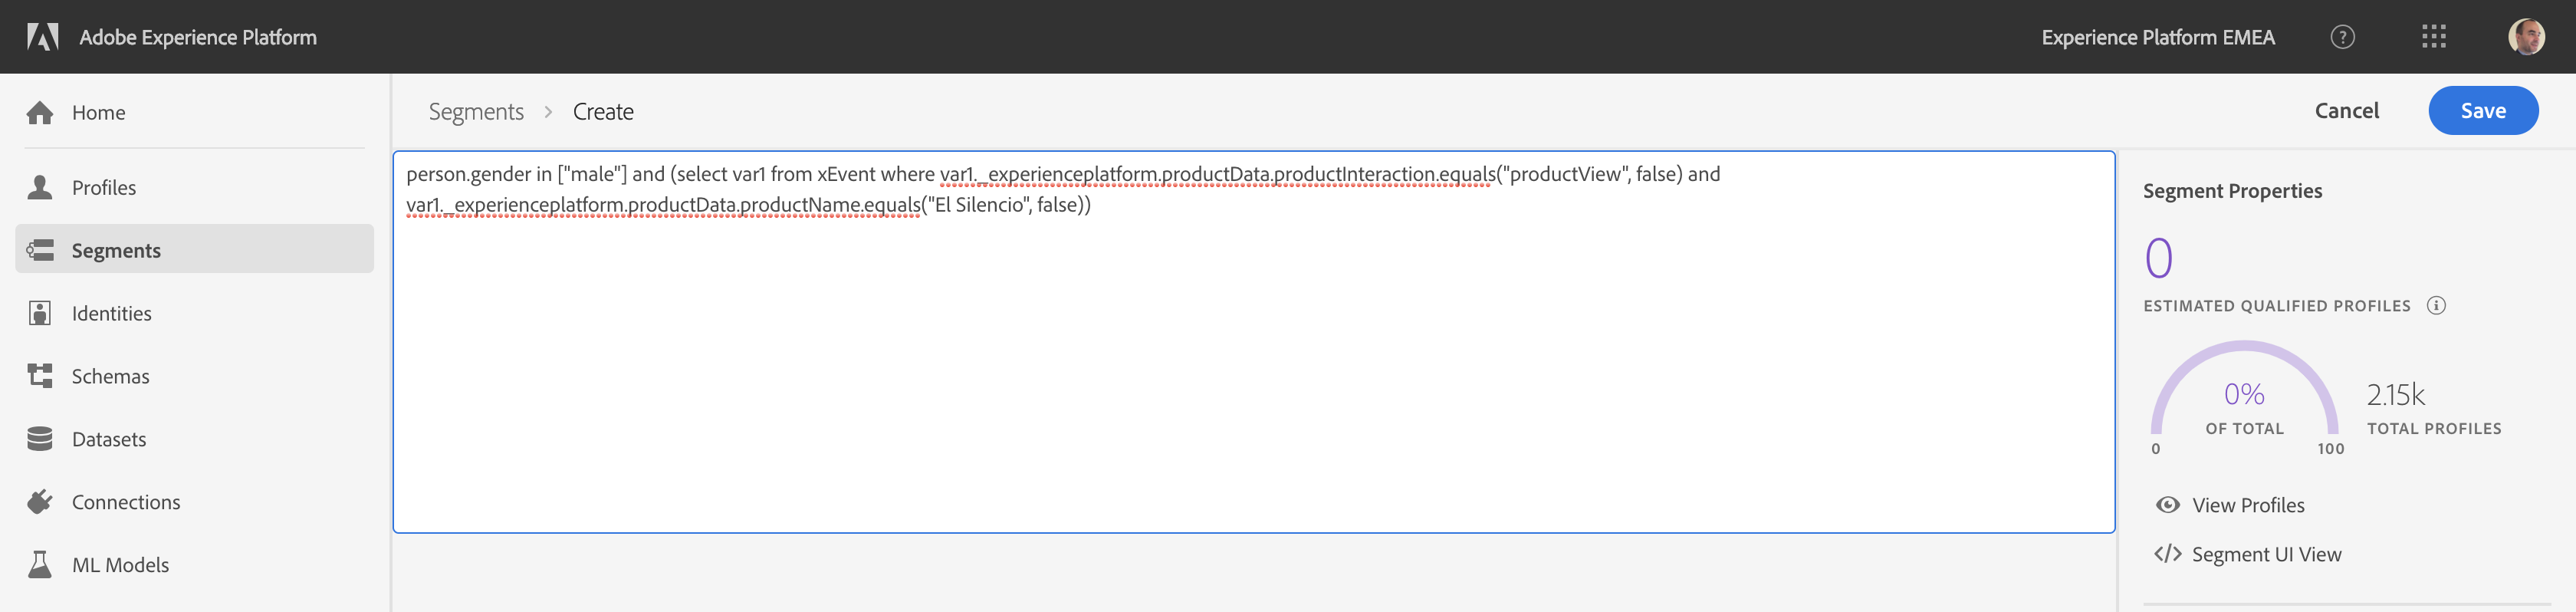 Adobe Experience Platform
Experience Platform EMEA
Home
Segments
Create
Cancel
Save
Profiles
Segments
Identities
Schemas
Datasets
Connections
ML Models
person.gender in ["male"] and (select var1 from xEvent where var1._experienceplatform.productData.productInteraction.equals("productView", false) and
var1._experienceplatform.productData.productName.equals("El Silencio", false))
Segment Properties
0
ESTIMATED QUALIFIED PROFILES
0%
OF TOTAL
0
100
2.15k
TOTAL PROFILES
View Profiles
Segment UI View